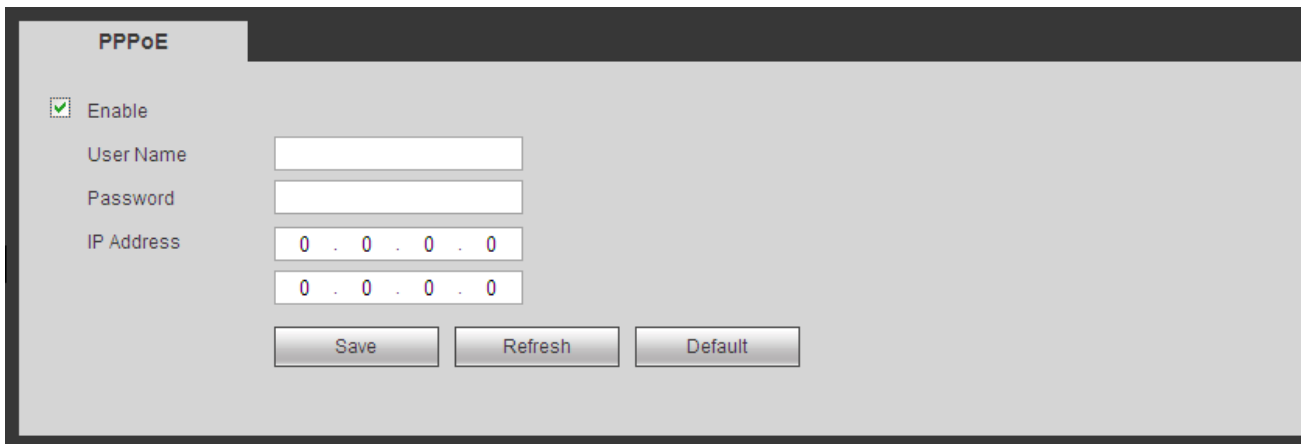 PPPoE
Enable
User Name
Password
IP Address 0 . 0 . 0 . 0
0 . 0 . 0 . 0
Save Refresh Default